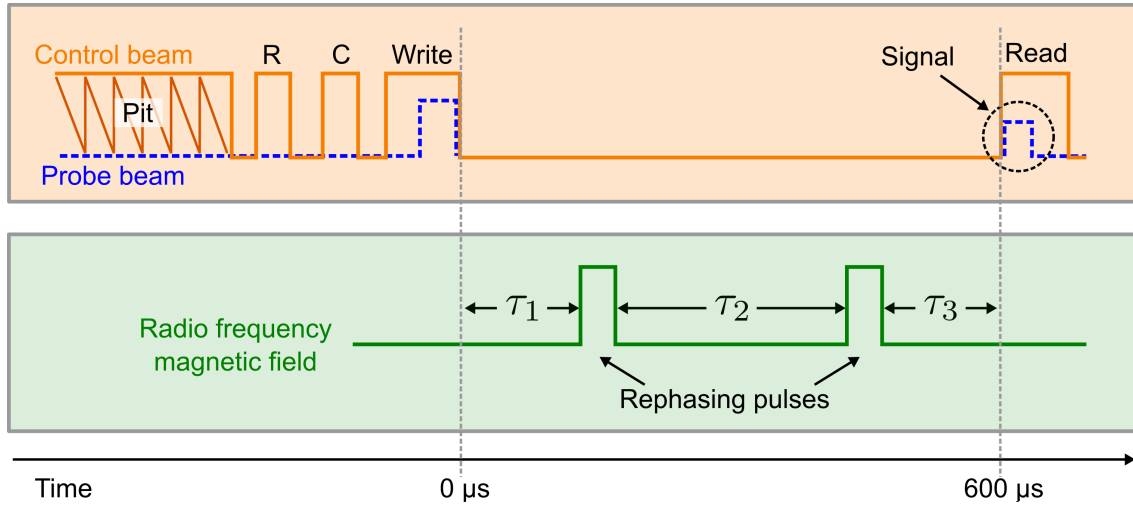 Control beam
R
C
Write
Signal
Read
Pit
Probe beam
τ₁
τ₂
τ₃
Radio frequency
magnetic field
Rephasing pulses
Time
0 µs
600 µs